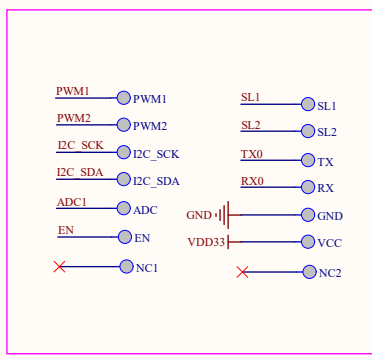 PWM1 PWM1
PWM2 PWM2
I2C_SCK I2C_SCK
I2C_SDA I2C_SDA
ADC1 ADC
EN EN
NC1
SL1 SL1
SL2 SL2
TX0 TX
RX0 RX
GND GND
VDD33 VCC
NC2